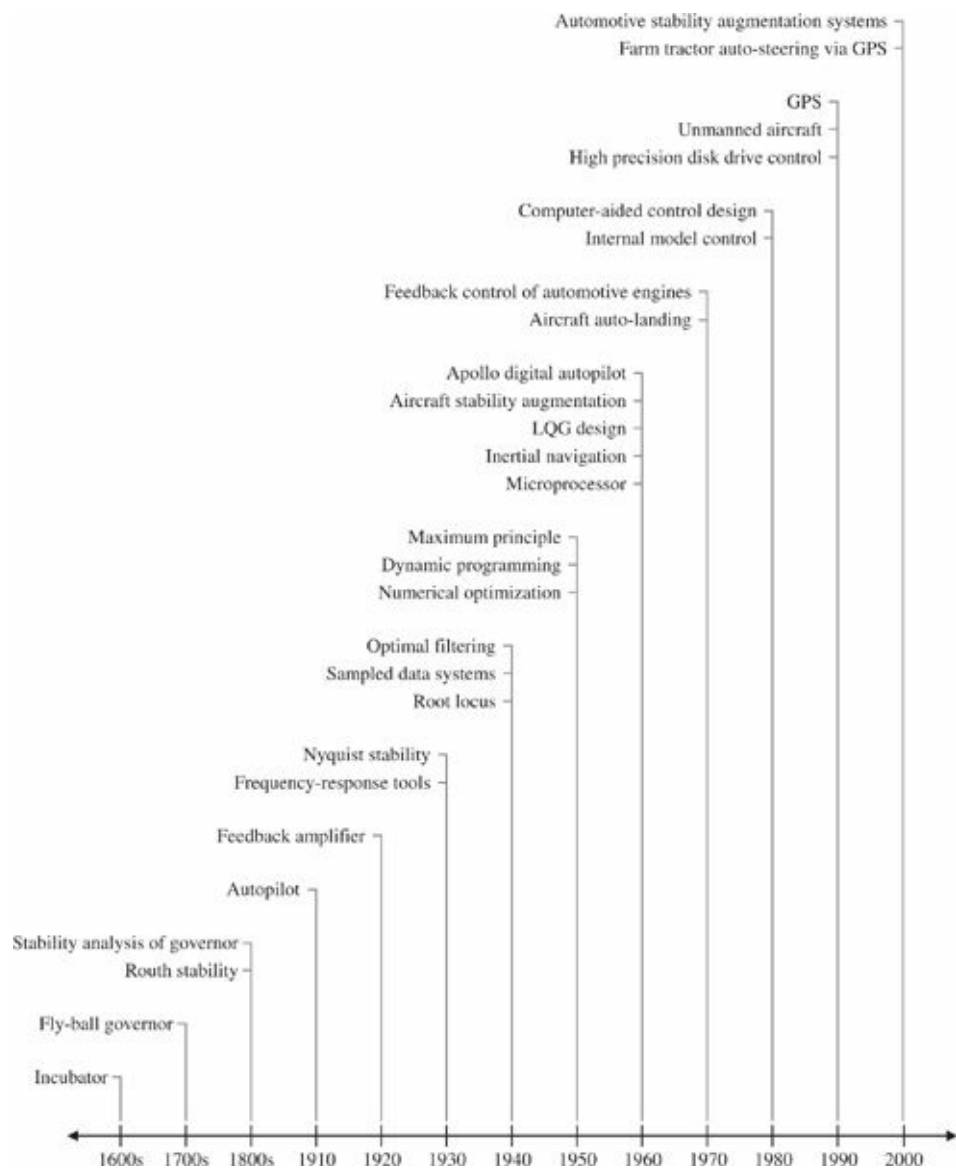 Automotive stability augmentation systems
Farm tractor auto-steering via GPS
GPS
Unmanned aircraft
High precision disk drive control
Computer-aided control design
Internal model control
Feedback control of automotive engines
Aircraft auto-landing
Apollo digital autopilot
Aircraft stability augmentation
LQG design
Inertial navigation
Microprocessor
Maximum principle
Dynamic programming
Numerical optimization
Optimal filtering
Sampled data systems
Root locus
Nyquist stability
Frequency-response tools
Feedback amplifier
Autopilot
Stability analysis of governor
Routh stability
Fly-ball governor
Incubator
1600s 1700s 1800s 1910 1920 1930 1940 1950 1960 1970 1980 1990 2000